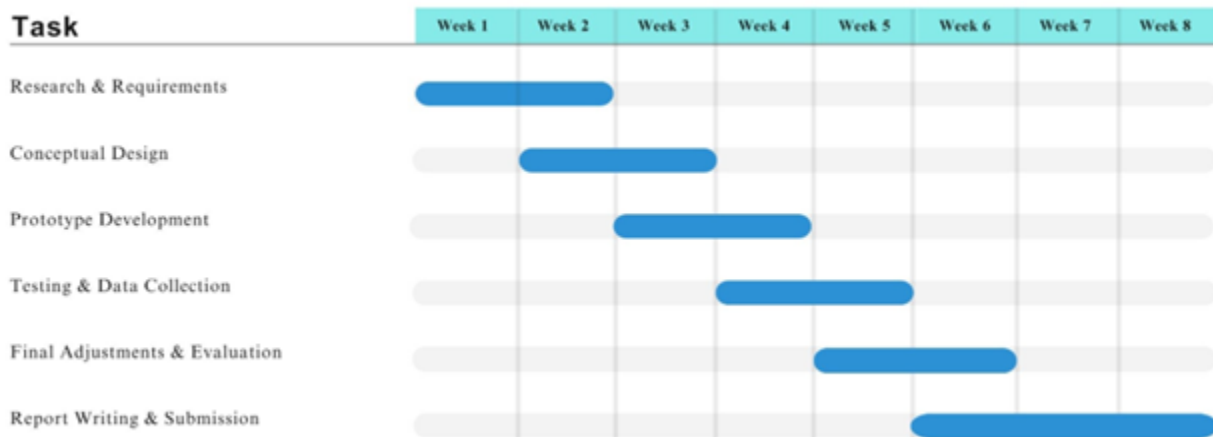 Task Week 1 Week 2 Week 3 Week 4 Week 5 Week 6 Week 7 Week 8
Research & Requirements
Conceptual Design
Prototype Development
Testing & Data Collection
Final Adjustments & Evaluation
Report Writing & Submission